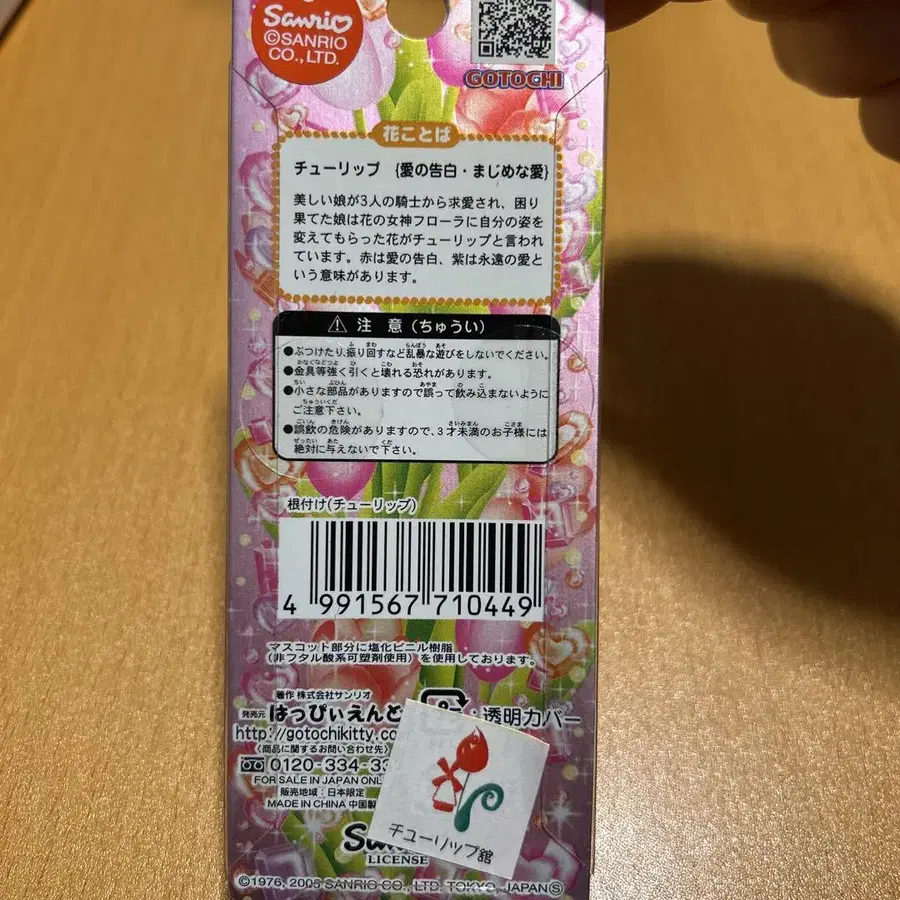 Sanrio
©SANRIO
CO., LTD.
GOTOCHI
花ことば
チューリップ {愛の告白・まじめな愛}
美しい娘が3人の騎士から求愛され、困り
果てた娘は花の女神フローラに自分の姿を
変えてもらった花がチューリップと言われ
ています。赤は愛の告白、紫は永遠の愛と
いう意味があります。
⚠ 注 意 (ちゅうい)
●ぶつけたり、振り回すなど乱暴な遊びをしないでください。
●金具等強く引くと壊れる恐れがあります。
●小さな部品がありますので誤って飲み込まないように
ご注意下さい。
●誤飲の危険がありますので、3才未満のお子様には
絶対に与えないで下さい。
根付け(チューリップ)
4 991567 710449
マスコット部分に塩化ビニル樹脂
(非フタル酸系可塑剤使用)を使用しております。
著作 株式会社サンリオ
発売元 はっぴぃえんど
プラ :透明カバー
http://gotochikitty.co
〈商品に関するお問い合わせ先〉
0120-334-33
FOR SALE IN JAPAN ONL
販売地域:日本限定
MADE IN CHINA 中国製
チューリップ館
LICENSE
©1976, 2005 SANRIO CO., LTD. TOKYO, JAPAN Ⓢ